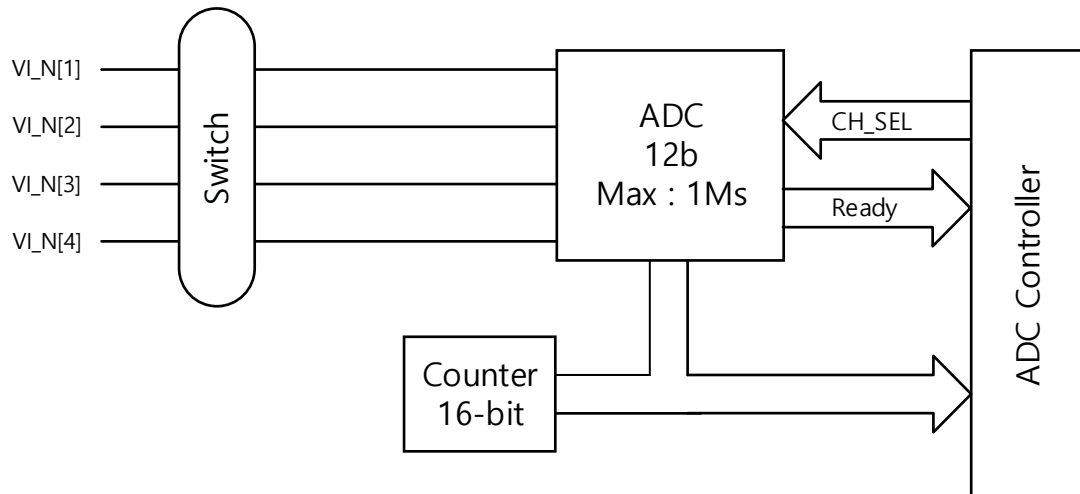 VI_N[1]
VI_N[2]
VI_N[3]
VI_N[4]
Switch
ADC
12b
Max : 1Ms
CH_SEL
Ready
Counter
16-bit
ADC Controller